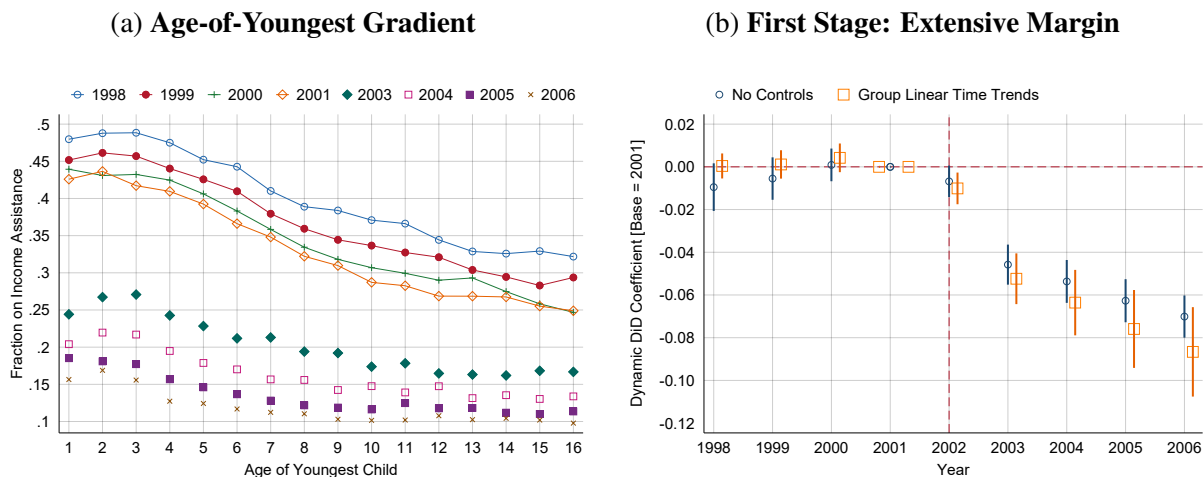 (a) Age-of-Youngest Gradient
1998 1999 2000 2001 2003 2004 2005 2006
Fraction on Income Assistance
.5
.45
.4
.35
.3
.25
.2
.15
.1
1 2 3 4 5 6 7 8 9 10 11 12 13 14 15 16
Age of Youngest Child
(b) First Stage: Extensive Margin
No Controls Group Linear Time Trends
Dynamic DiD Coefficient [Base = 2001]
0.02
0.00
-0.02
-0.04
-0.06
-0.08
-0.10
-0.12
1998 1999 2000 2001 2002 2003 2004 2005 2006
Year